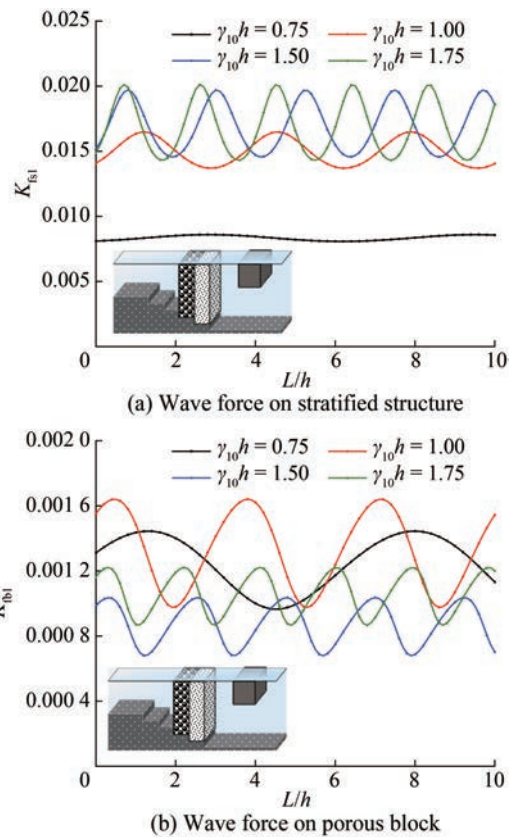 γ₁₀h = 0.75 γ₁₀h = 1.00
γ₁₀h = 1.50 γ₁₀h = 1.75
0.025
0.020
0.015
0.010
0.005
K_fs1
0 2 4 6 8 10
L/h
(a) Wave force on stratified structure
γ₁₀h = 0.75 γ₁₀h = 1.00
γ₁₀h = 1.50 γ₁₀h = 1.75
0.002 0
0.001 6
0.001 2
0.000 8
0.000 4
K_fb1
0 2 4 6 8 10
L/h
(b) Wave force on porous block